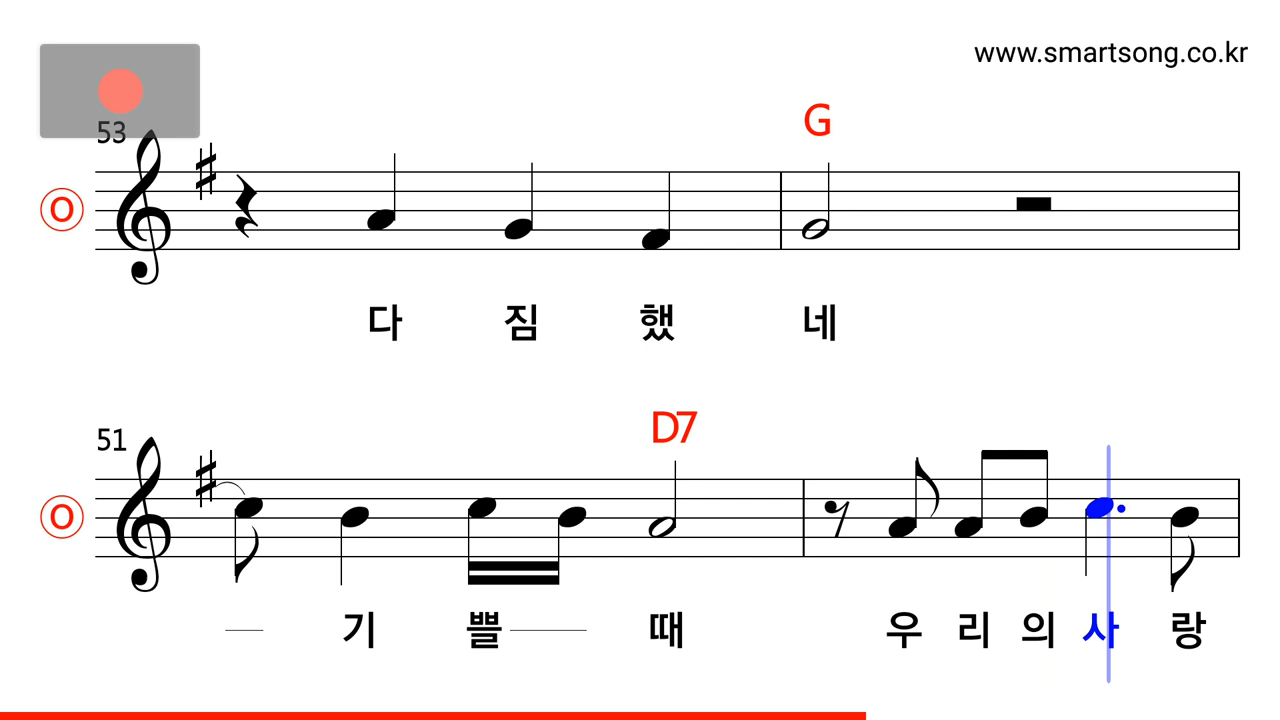 www.smartsong.co.kr
53
G
O
다 짐 했 네
51
D7
O
기 쁠 때 우 리 의 사 랑